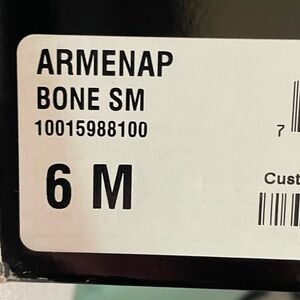 ARMENAP
BONE SM
10015988100
7
6 M
Cust